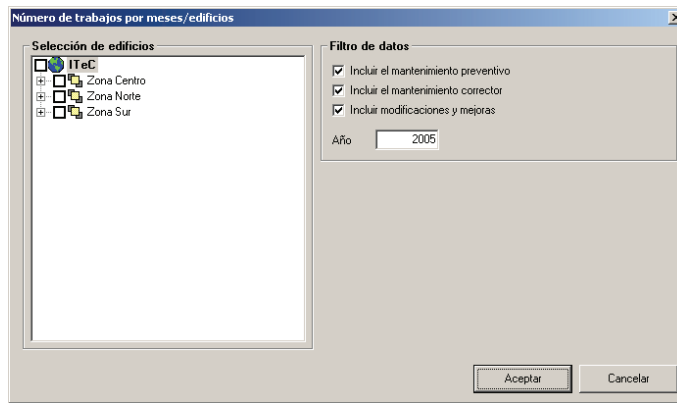 Número de trabajos por meses/edificios
Selección de edificios
ITeC
Zona Centro
Zona Norte
Zona Sur
Filtro de datos
Incluir el mantenimiento preventivo
Incluir el mantenimiento corrector
Incluir modificaciones y mejoras
Año 2005
Aceptar Cancelar